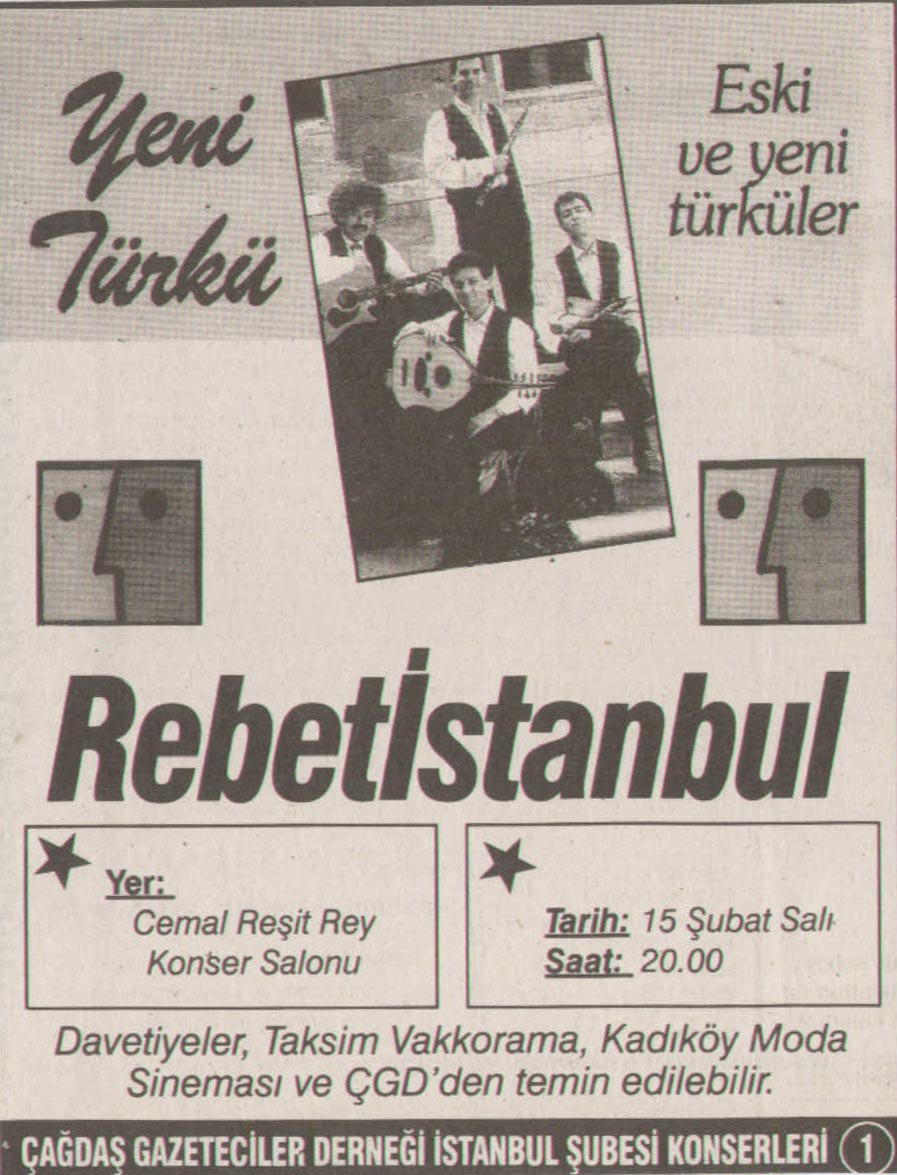 Yeni
Türkü
Eski
ve yeni
türküler
Rebetİstanbul
Yer:
Cemal Reşit Rey
Konser Salonu
Tarih: 15 Şubat Salı
Saat: 20.00
Davetiyeler, Taksim Vakkorama, Kadıköy Moda
Sineması ve ÇGD'den temin edilebilir.
ÇAĞDAŞ GAZETECİLER DERNEĞİ İSTANBUL ŞUBESİ KONSERLERİ 1